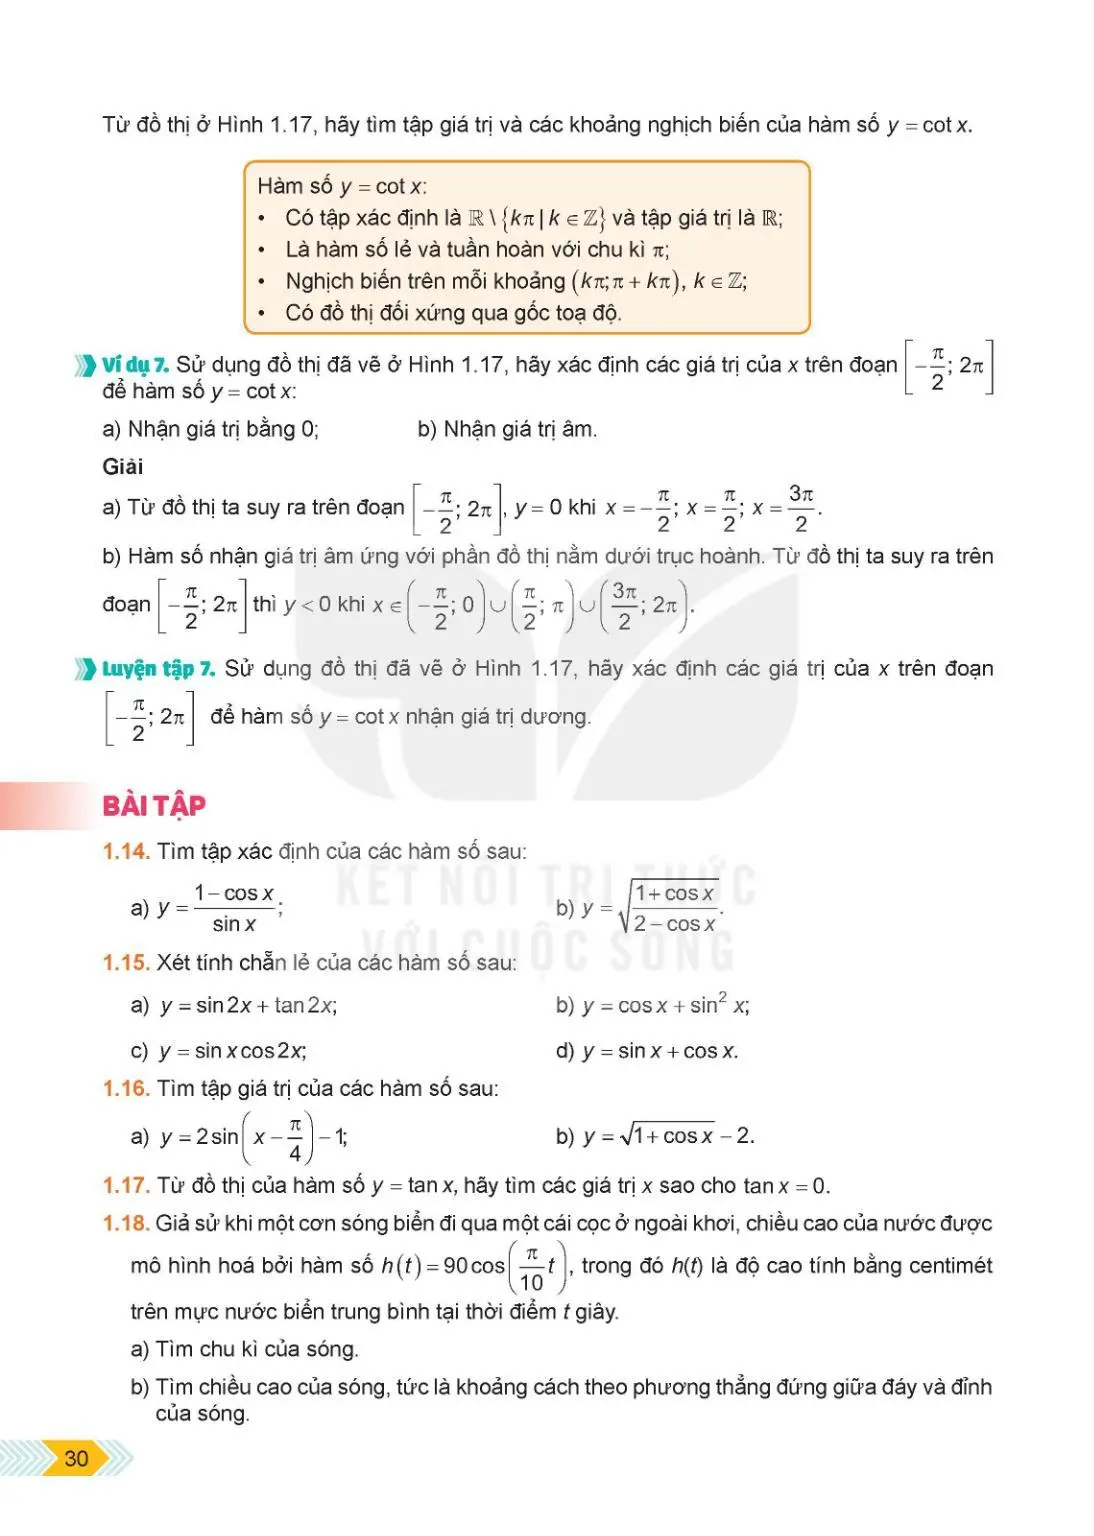 Từ đồ thị ở Hình 1.17, hãy tìm tập giá trị và các khoảng nghịch biến của hàm số y = cot x.
Hàm số y = cot x:
• Có tập xác định là ℝ \ {kπ | k ∈ ℤ} và tập giá trị là ℝ;
• Là hàm số lẻ và tuần hoàn với chu kì π;
• Nghịch biến trên mỗi khoảng (kπ; π + kπ), k ∈ ℤ;
• Có đồ thị đối xứng qua gốc toạ độ.
Ví dụ 7. Sử dụng đồ thị đã vẽ ở Hình 1.17, hãy xác định các giá trị của x trên đoạn [−π/2; 2π]
để hàm số y = cot x:
a) Nhận giá trị bằng 0; b) Nhận giá trị âm.
Giải
a) Từ đồ thị ta suy ra trên đoạn [−π/2; 2π], y = 0 khi x = −π/2; x = π/2; x = 3π/2.
b) Hàm số nhận giá trị âm ứng với phần đồ thị nằm dưới trục hoành. Từ đồ thị ta suy ra trên
đoạn [−π/2; 2π] thì y < 0 khi x ∈ (−π/2; 0) ∪ (π/2; π) ∪ (3π/2; 2π).
Luyện tập 7. Sử dụng đồ thị đã vẽ ở Hình 1.17, hãy xác định các giá trị của x trên đoạn
[−π/2; 2π] để hàm số y = cot x nhận giá trị dương.
BÀI TẬP
1.14. Tìm tập xác định của các hàm số sau:
a) y = (1 − cos x)/(sin x); b) y = √((1 + cos x)/(2 − cos x)).
KẾT NỐI TRI THỨC
VỚI CUỘC SỐNG
1.15. Xét tính chẵn lẻ của các hàm số sau:
a) y = sin 2x + tan 2x; b) y = cos x + sin² x;
c) y = sin x cos 2x; d) y = sin x + cos x.
1.16. Tìm tập giá trị của các hàm số sau:
a) y = 2 sin(x − π/4) − 1; b) y = √(1 + cos x) − 2.
1.17. Từ đồ thị của hàm số y = tan x, hãy tìm các giá trị x sao cho tan x = 0.
1.18. Giả sử khi một cơn sóng biển đi qua một cái cọc ở ngoài khơi, chiều cao của nước được
mô hình hoá bởi hàm số h(t) = 90 cos(π/10 t), trong đó h(t) là độ cao tính bằng centimét
trên mực nước biển trung bình tại thời điểm t giây.
a) Tìm chu kì của sóng.
b) Tìm chiều cao của sóng, tức là khoảng cách theo phương thẳng đứng giữa đáy và đỉnh
của sóng.
30